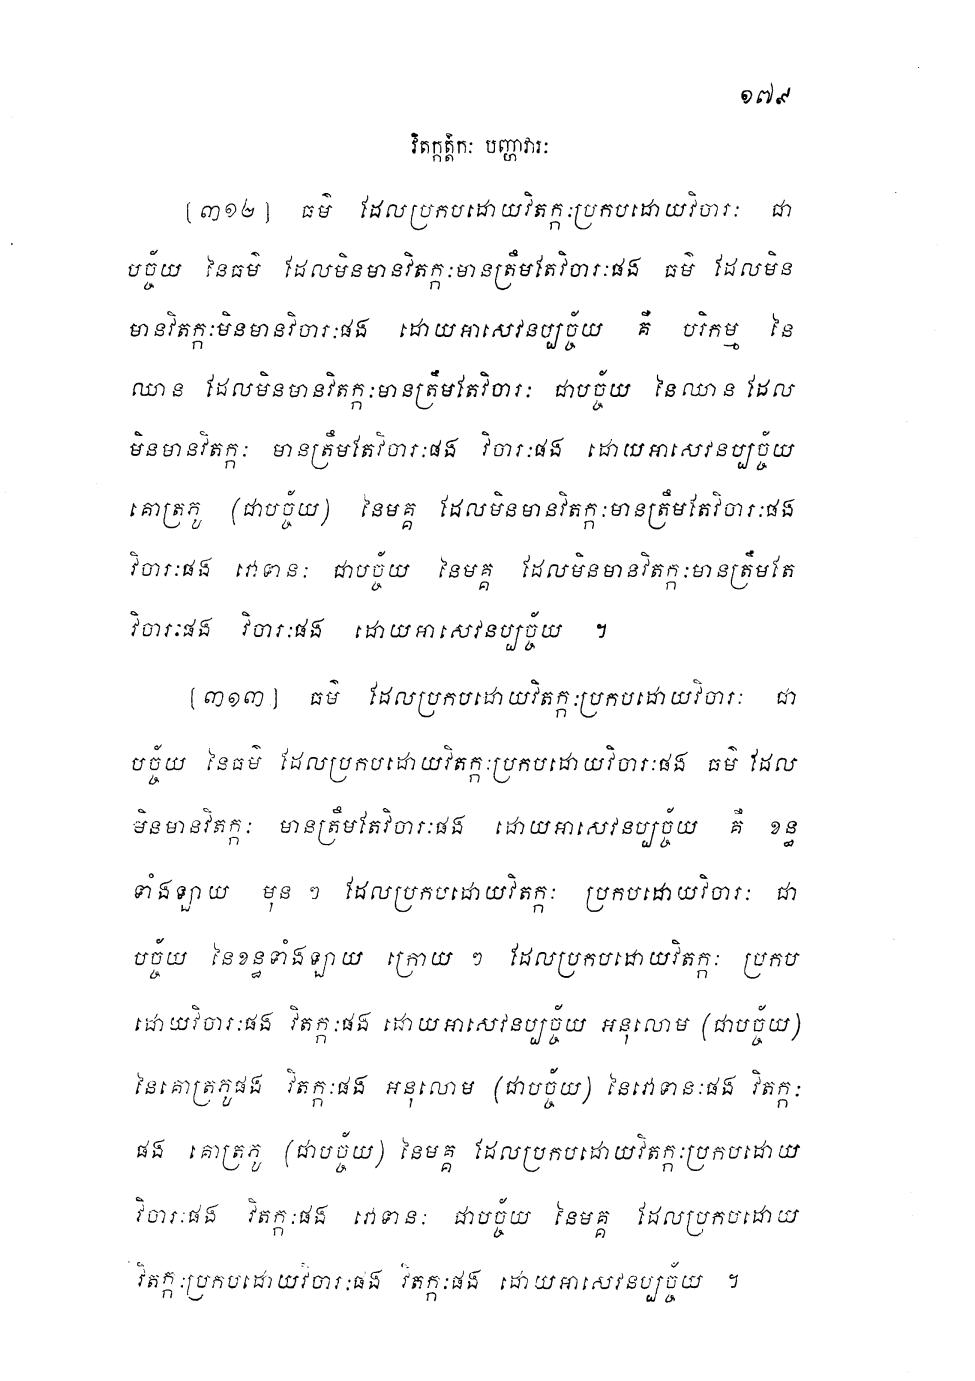 ១៧៩
វិតក្កត្តិកៈ បញ្ហាវារៈ
[៣១២] ធម៌ ដែលប្រកបដោយវិតក្កៈប្រកបដោយវិចារៈ ជា
បច្ច័យ នៃធម៌ ដែលមិនមានវិតក្កៈមានត្រឹមតែវិចារៈផង ធម៌ ដែលមិន
មានវិតក្កៈមិនមានវិចារៈផង ដោយអាសេវនប្បច្ច័យ គឺ បរិកម្ម នៃ
ឈាន ដែលមិនមានវិតក្កៈមានត្រឹមតែវិចារៈ ជាបច្ច័យ នៃឈាន ដែល
មិនមានវិតក្កៈ មានត្រឹមតែវិចារៈផង វិចារៈផង ដោយអាសេវនប្បច្ច័យ
គោត្រភូ (ជាបច្ច័យ) នៃមគ្គ ដែលមិនមានវិតក្កៈមានត្រឹមតែវិចារៈផង
វិចារៈផង វោទានៈ ជាបច្ច័យ នៃមគ្គ ដែលមិនមានវិតក្កៈមានត្រឹមតែ
វិចារៈផង វិចារៈផង ដោយអាសេវនប្បច្ច័យ ។
[៣១៣] ធម៌ ដែលប្រកបដោយវិតក្កៈប្រកបដោយវិចារៈ ជា
បច្ច័យ នៃធម៌ ដែលប្រកបដោយវិតក្កៈប្រកបដោយវិចារៈផង ធម៌ ដែល
មិនមានវិតក្កៈ មានត្រឹមតែវិចារៈផង ដោយអាសេវនប្បច្ច័យ គឺ ខន្ធ
ទាំងឡាយ មុន ៗ ដែលប្រកបដោយវិតក្កៈ ប្រកបដោយវិចារៈ ជា
បច្ច័យ នៃខន្ធទាំងឡាយ ក្រោយ ៗ ដែលប្រកបដោយវិតក្កៈ ប្រកប
ដោយវិចារៈផង វិតក្កៈផង ដោយអាសេវនប្បច្ច័យ អនុលោម (ជាបច្ច័យ)
នៃគោត្រភូផង វិតក្កៈផង អនុលោម (ជាបច្ច័យ) នៃវោទានៈផង វិតក្កៈ
ផង គោត្រភូ (ជាបច្ច័យ) នៃមគ្គ ដែលប្រកបដោយវិតក្កៈប្រកបដោយ
វិចារៈផង វិតក្កៈផង វោទានៈ ជាបច្ច័យ នៃមគ្គ ដែលប្រកបដោយ
វិតក្កៈប្រកបដោយវិចារៈផង វិតក្កៈផង ដោយអាសេវនប្បច្ច័យ ។